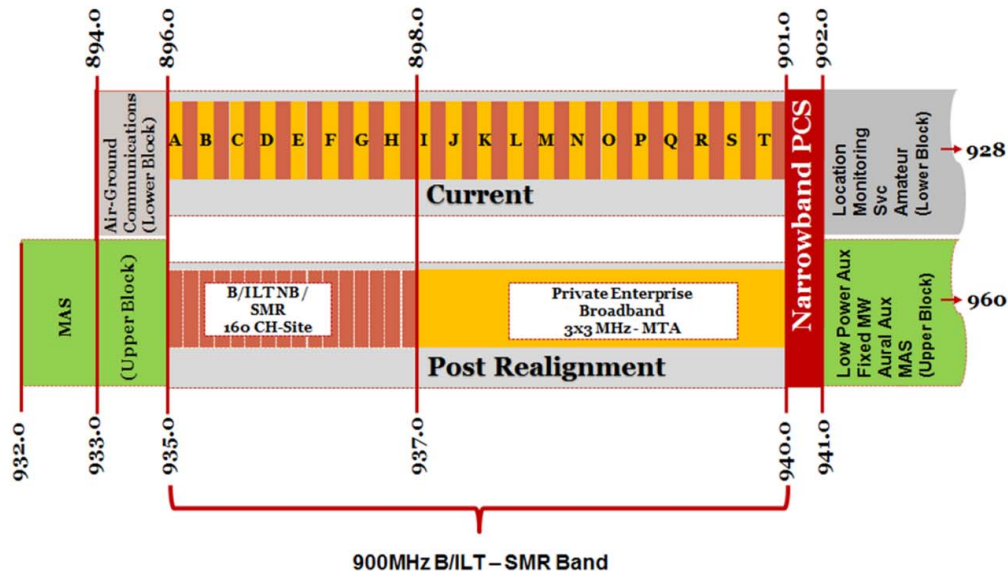 894.0
896.0
898.0
901.0
902.0
Air-Ground
Communications
(Lower Block)
A B C D E F G H I J K L M N O P Q R S T
Current
Narrowband PCS
Location
Monitoring
Svc
Amateur
(Lower Block)
928
MAS
(Upper Block)
B/ILTNB/
SMR
160 CH-Site
Private Enterprise
Broadband
3x3 MHz - MTA
Post Realignment
Low Power Aux
Fixed MW
Aural Aux
MAS
(Upper Block)
960
932.0
933.0
935.0
937.0
940.0
941.0
900MHz B/ILT – SMR Band